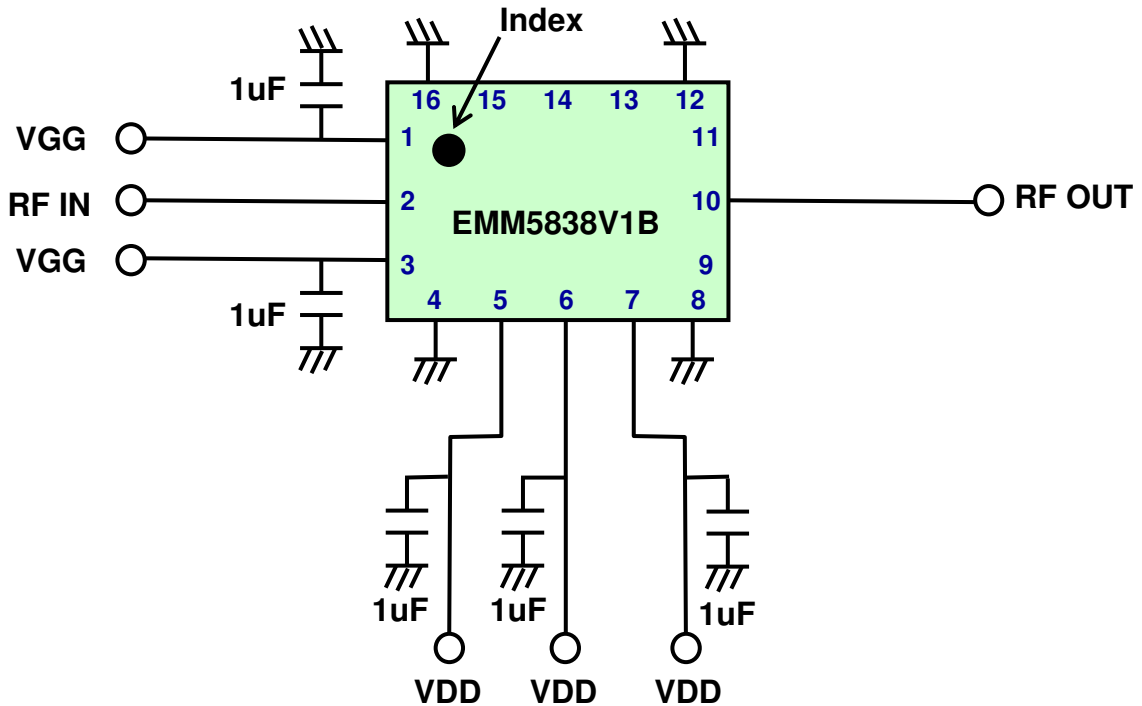 Index
1uF
16 15 14 13 12
VGG 1 11
RF IN 2 10 RF OUT
EMM5838V1B
VGG 3 9
1uF
4 5 6 7 8
1uF 1uF 1uF
VDD VDD VDD